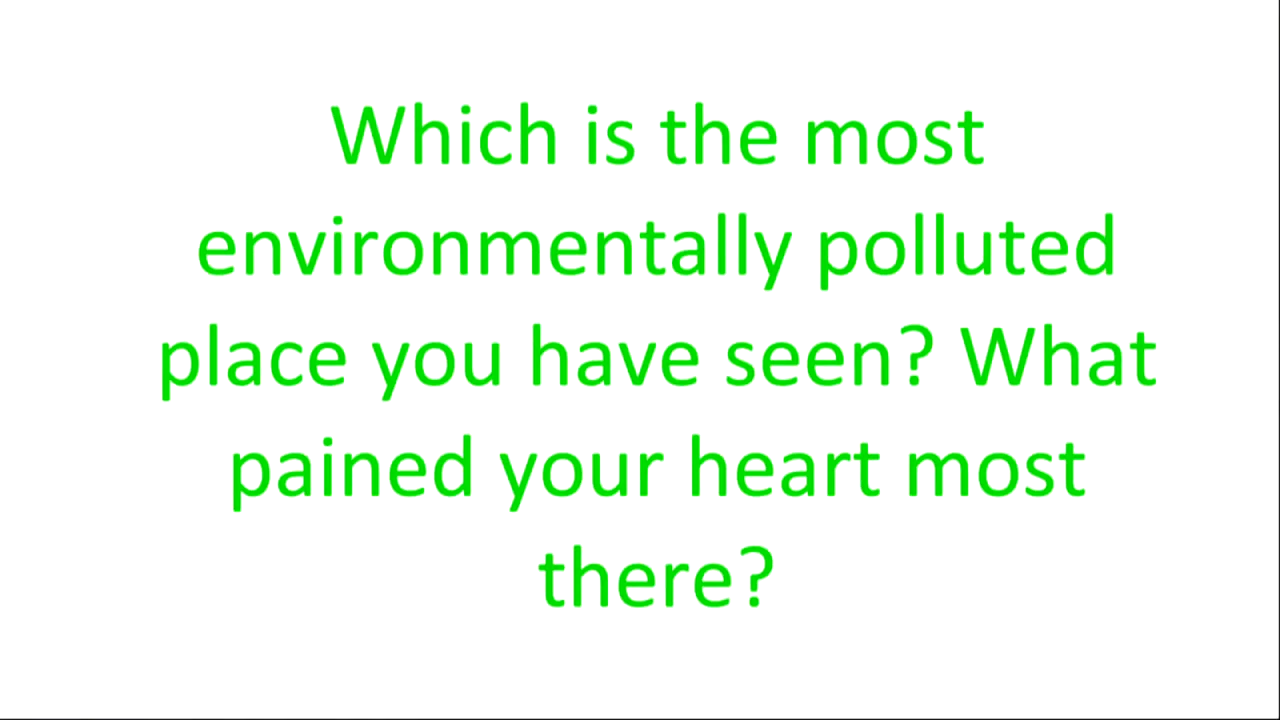 Which is the most
environmentally polluted
place you have seen? What
pained your heart most
there?